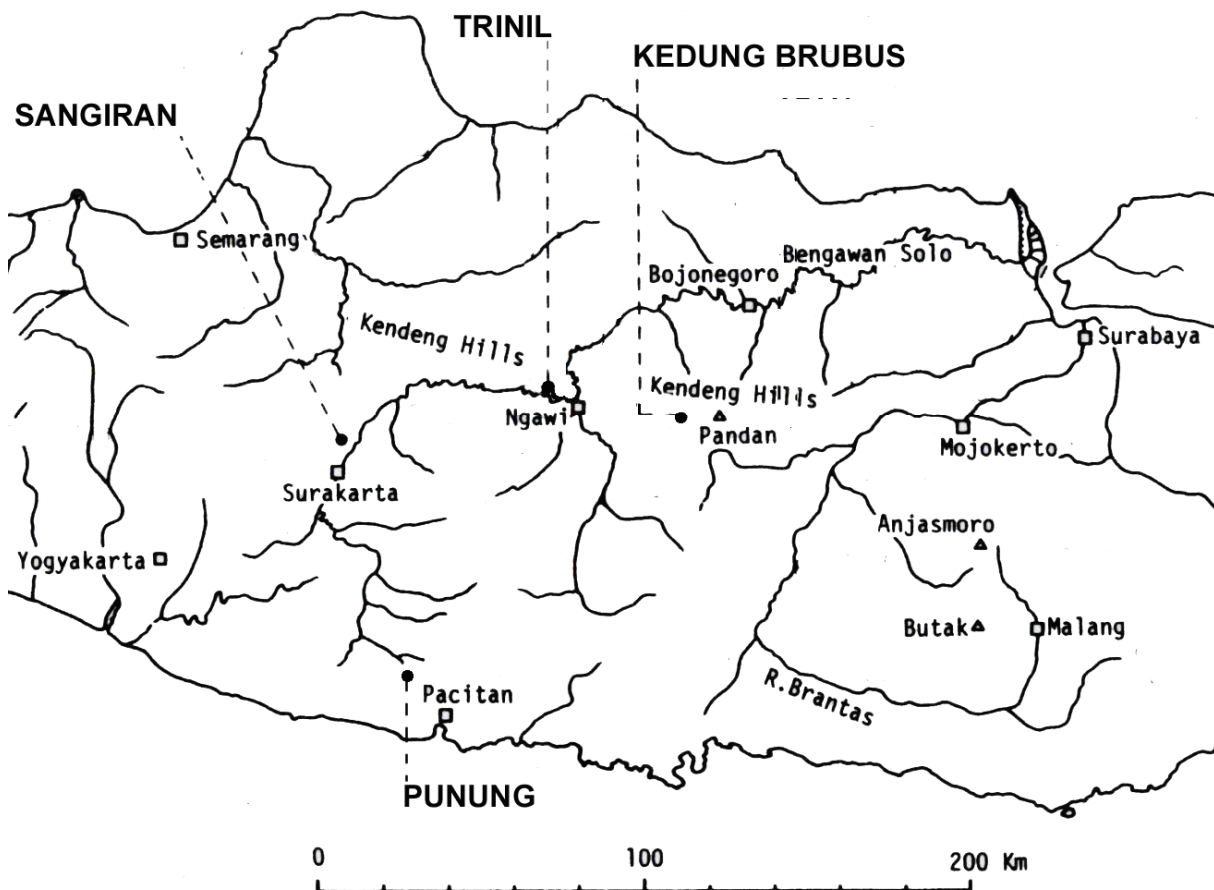 TRINIL
KEDUNG BRUBUS
SANGIRAN
Semarang
Bengawan Solo
Bojonegoro
Kendeng Hills
Surabaya
Kendeng Hills
Ngawi
Pandan
Mojokerto
Surakarta
Anjasmoro
Yogyakarta
Butak
Malang
Pacitan
R.Brantas
PUNUNG
0 100 200 Km